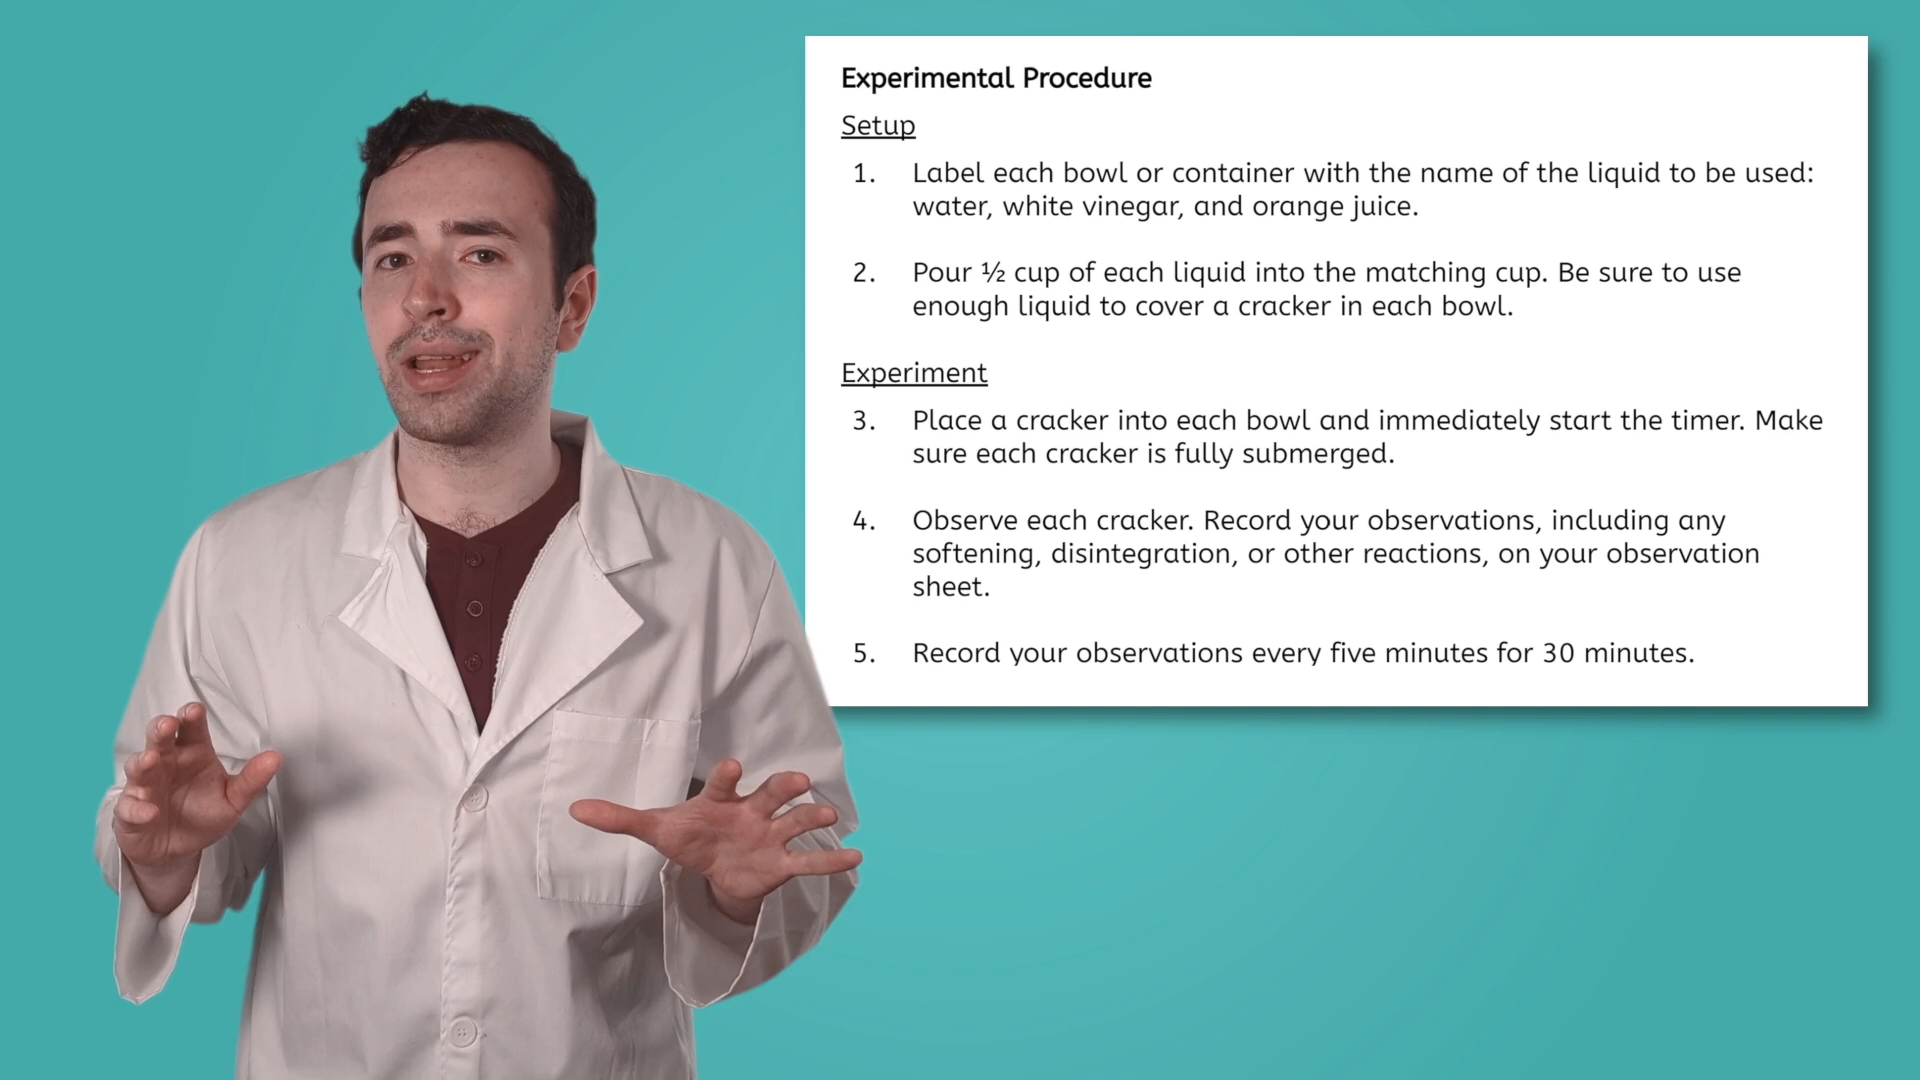 Experimental Procedure
Setup
1. Label each bowl or container with the name of the liquid to be used:
water, white vinegar, and orange juice.
2. Pour ½ cup of each liquid into the matching cup. Be sure to use
enough liquid to cover a cracker in each bowl.
Experiment
3. Place a cracker into each bowl and immediately start the timer. Make
sure each cracker is fully submerged.
4. Observe each cracker. Record your observations, including any
softening, disintegration, or other reactions, on your observation
sheet.
5. Record your observations every five minutes for 30 minutes.